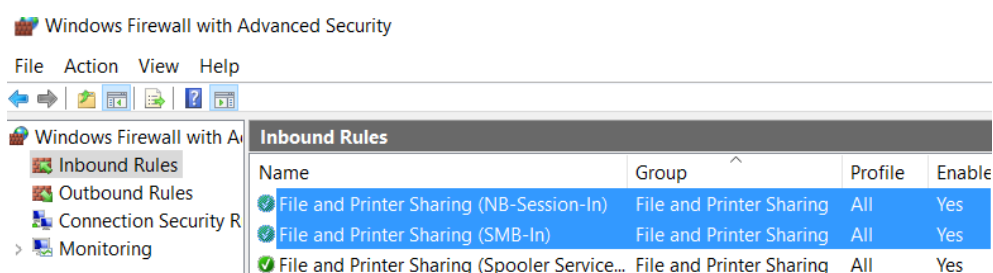 Windows Firewall with Advanced Security
File Action View Help
Windows Firewall with A
Inbound Rules
Outbound Rules
Connection Security R
Monitoring
Inbound Rules
Name Group Profile Enable
File and Printer Sharing (NB-Session-In) File and Printer Sharing All Yes
File and Printer Sharing (SMB-In) File and Printer Sharing All Yes
File and Printer Sharing (Spooler Service... File and Printer Sharing All Yes